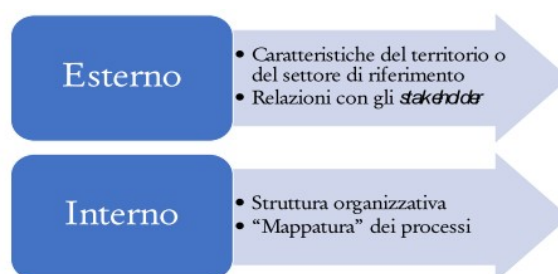 Esterno
• Caratteristiche del territorio o
del settore di riferimento
• Relazioni con gli stakeholder
Interno
• Struttura organizzativa
• “Mappatura” dei processi